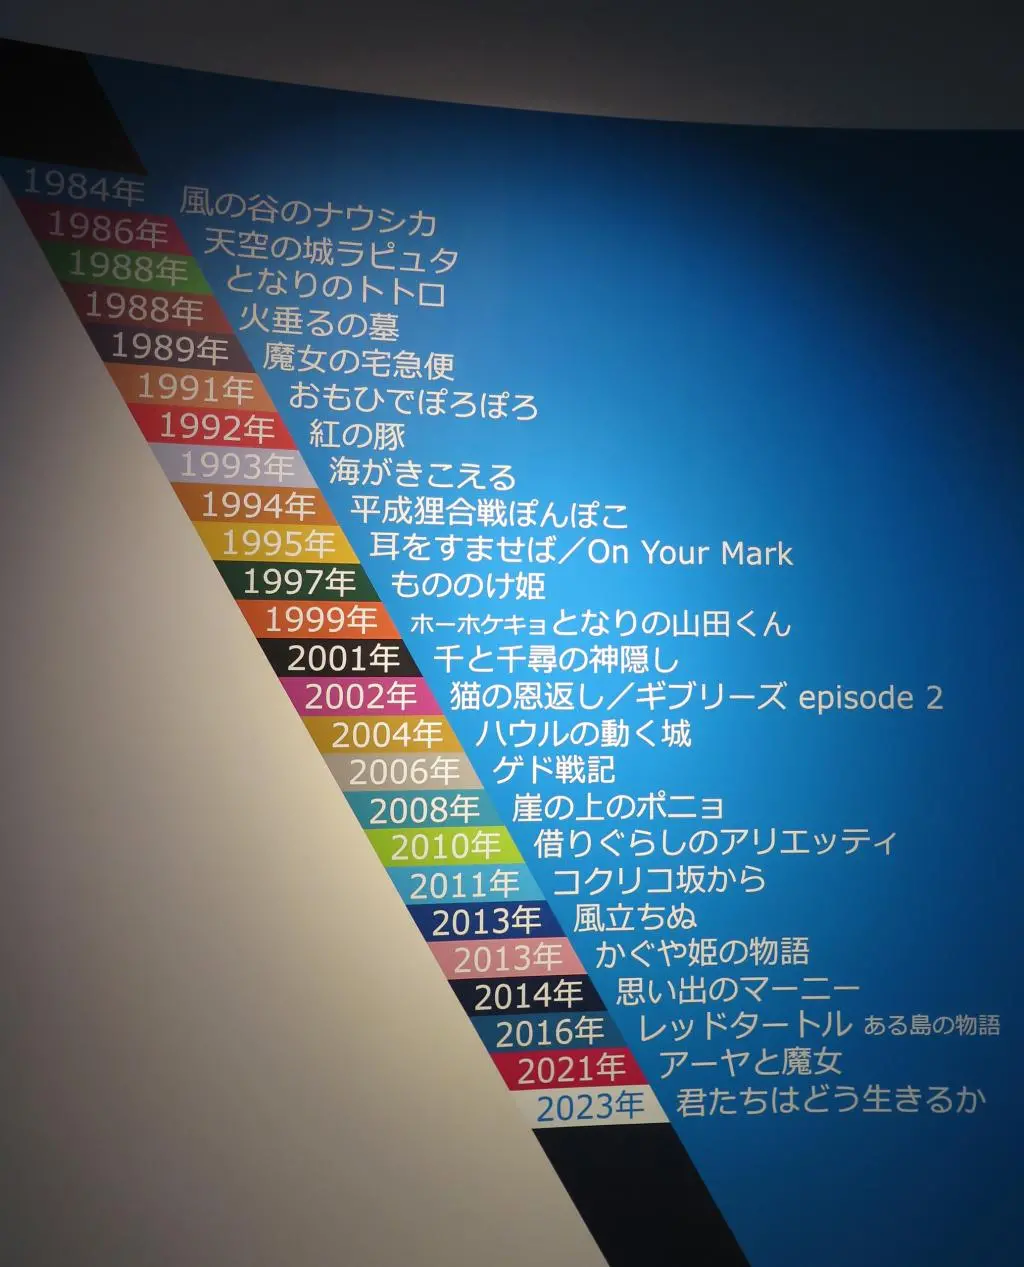 1984年 風の谷のナウシカ
1986年 天空の城ラピュタ
1988年 となりのトトロ
1988年 火垂るの墓
1989年 魔女の宅急便
1991年 おもひでぽろぽろ
1992年 紅の豚
1993年 海がきこえる
1994年 平成狸合戦ぽんぽこ
1995年 耳をすませば／On Your Mark
1997年 もののけ姫
1999年 ホーホケキョとなりの山田くん
2001年 千と千尋の神隠し
2002年 猫の恩返し／ギブリーズ episode 2
2004年 ハウルの動く城
2006年 ゲド戦記
2008年 崖の上のポニョ
2010年 借りぐらしのアリエッティ
2011年 コクリコ坂から
2013年 風立ちぬ
2013年 かぐや姫の物語
2014年 思い出のマーニー
2016年 レッドタートル ある島の物語
2021年 アーヤと魔女
2023年 君たちはどう生きるか